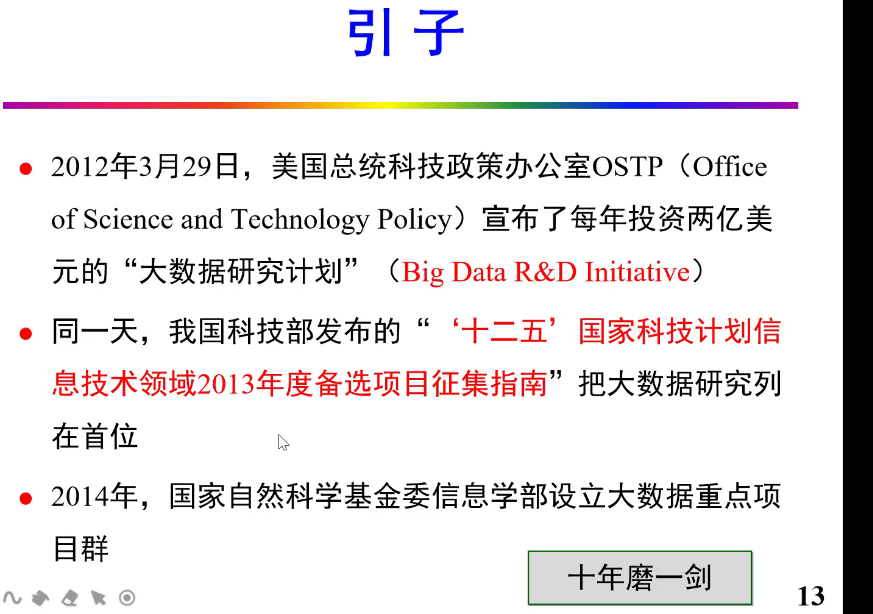 引 子
2012年3月29日，美国总统科技政策办公室OSTP（Office
of Science and Technology Policy）宣布了每年投资两亿美
元的“大数据研究计划”（Big Data R&D Initiative）
同一天，我国科技部发布的“‘十二五’国家科技计划信
息技术领域2013年度备选项目征集指南”把大数据研究列
在首位
2014年，国家自然科学基金委信息学部设立大数据重点项
目群
十年磨一剑
13